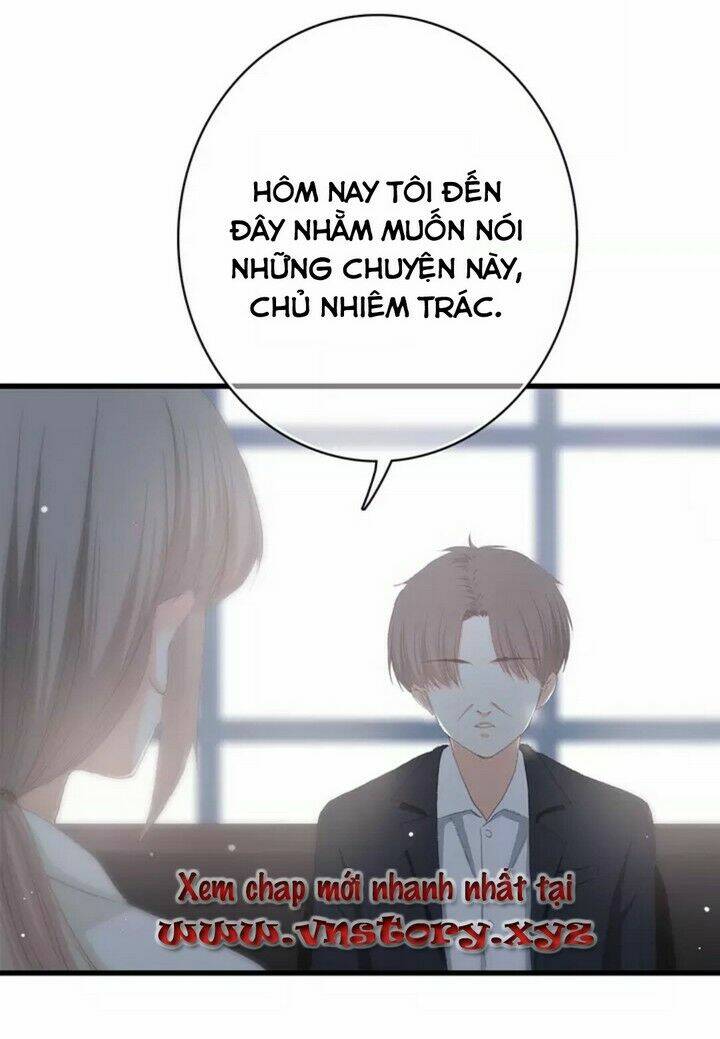 HÔM NAY TÔI ĐẾN
ĐÂY NHẰM MUỐN NÓI
NHỮNG CHUYỆN NÀY,
CHỦ NHIÊM TRÁC.
Xem chap mới nhanh nhất tại
www.vnstory.xyz